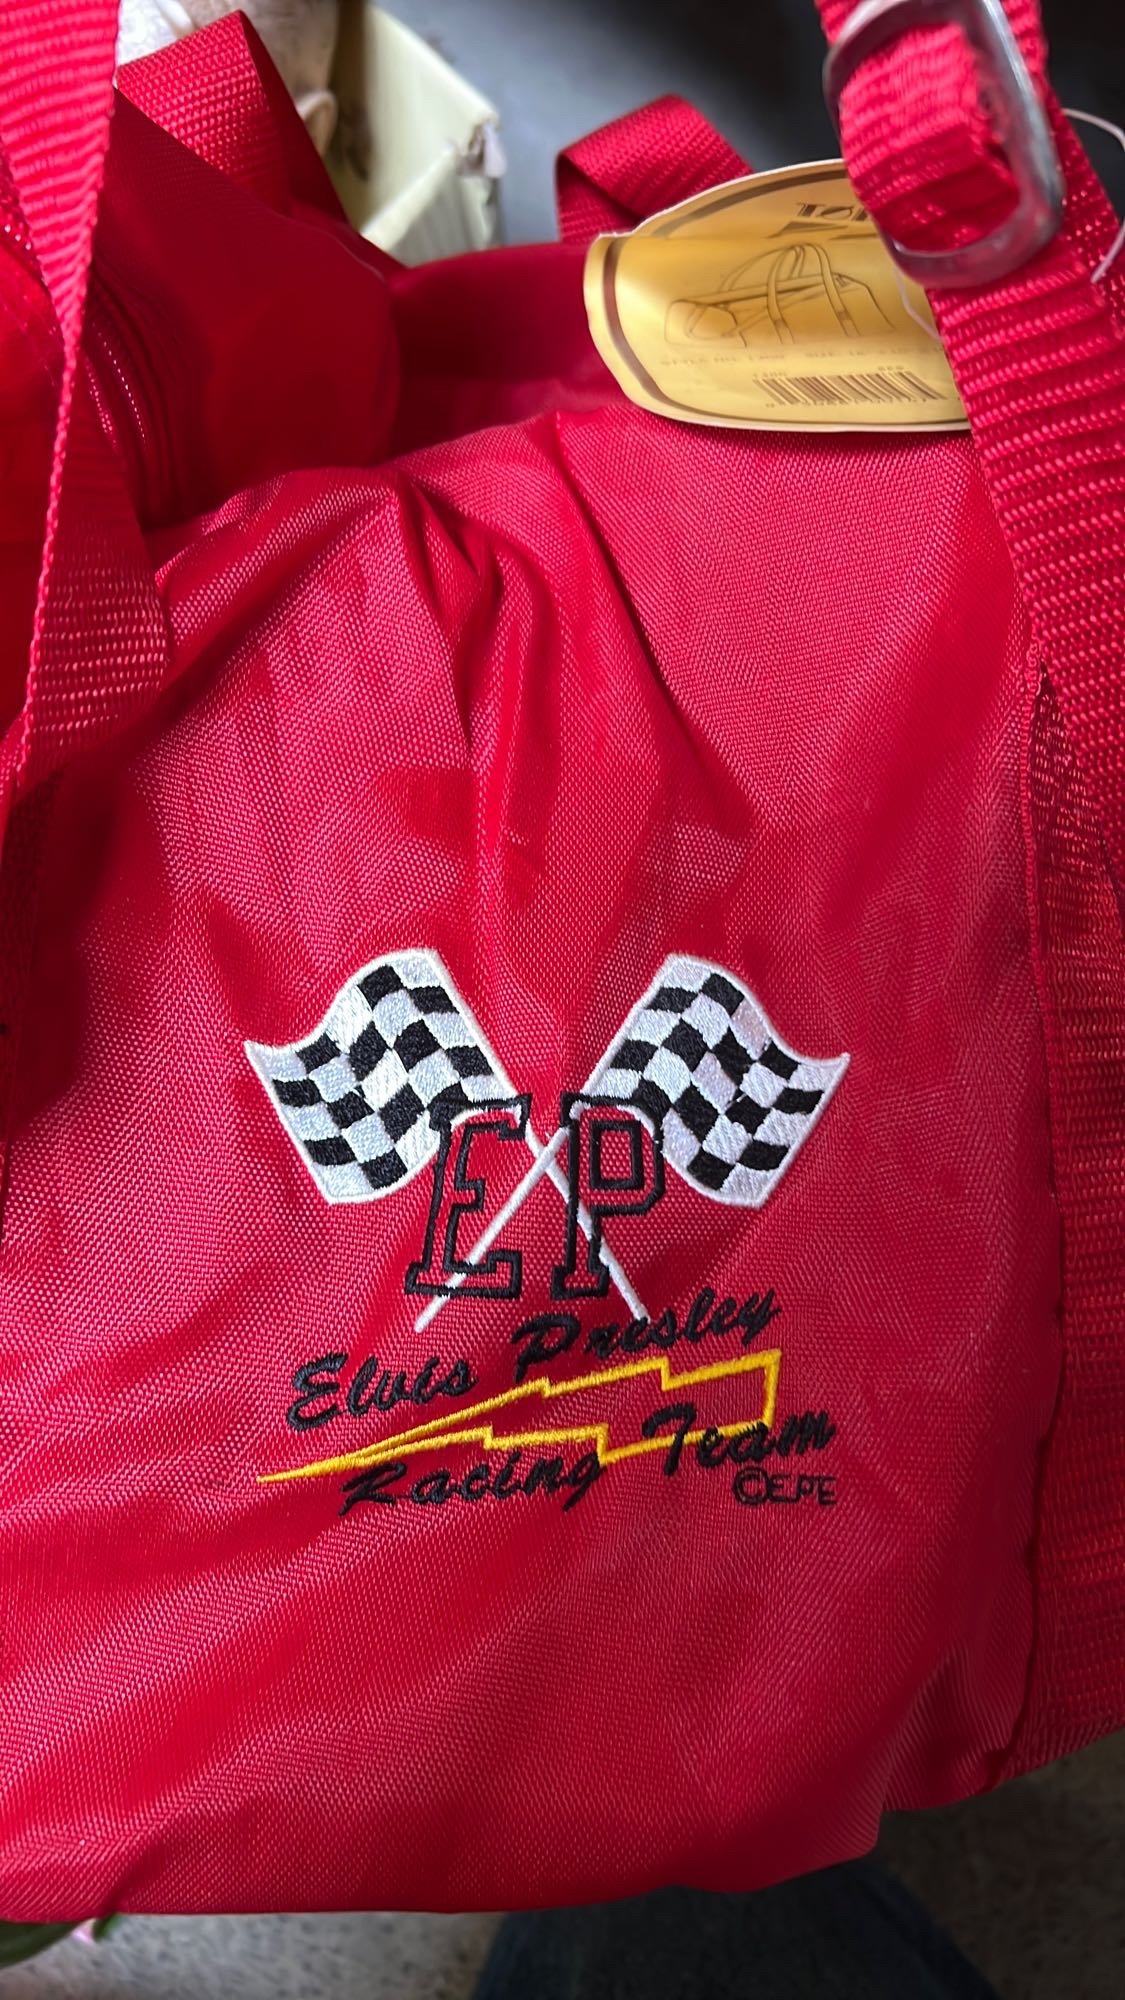 EP
Elvis Presley
Racing Team
©EPE